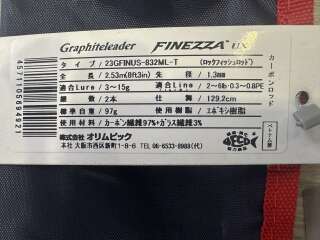 Graphiteleader FINEZZA UX
タイプ / 23GFINUS-832ML-T (ロックフィッシュロッド)
全長 / 2.53m(8ft3in) 先径 / 1.3mm
適合Lure / 3~15g 適合Line / 2~6lb・0.3~0.8PE
継数 / 2本 仕舞 / 129.2cm
標準自重 / 97g 使用樹脂 / エポキシ樹脂
使用材料 / カーボン繊維97%+ガラス繊維3%
株式会社 オリムピック
本社 大阪市西区新町1-8-6 TEL 06-6533-8988㈹
カーボンロッド
ベトナム製
4571105694921